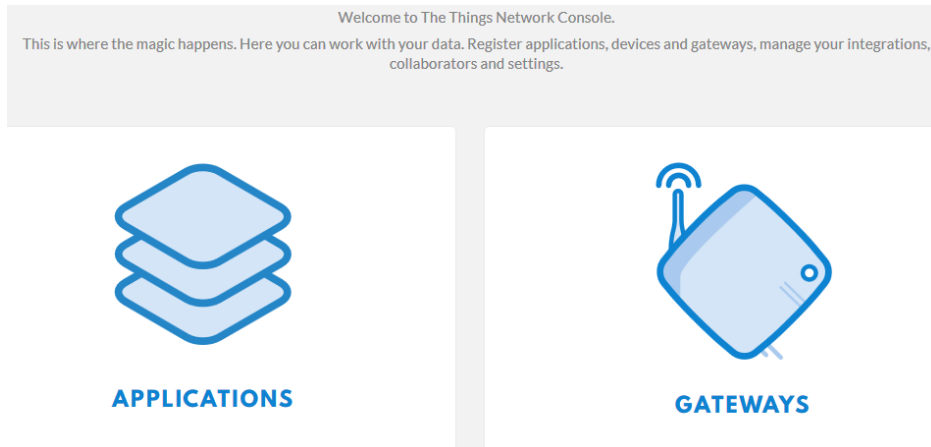 Welcome to The Things Network Console.
This is where the magic happens. Here you can work with your data. Register applications, devices and gateways, manage your integrations,
collaborators and settings.
APPLICATIONS
GATEWAYS